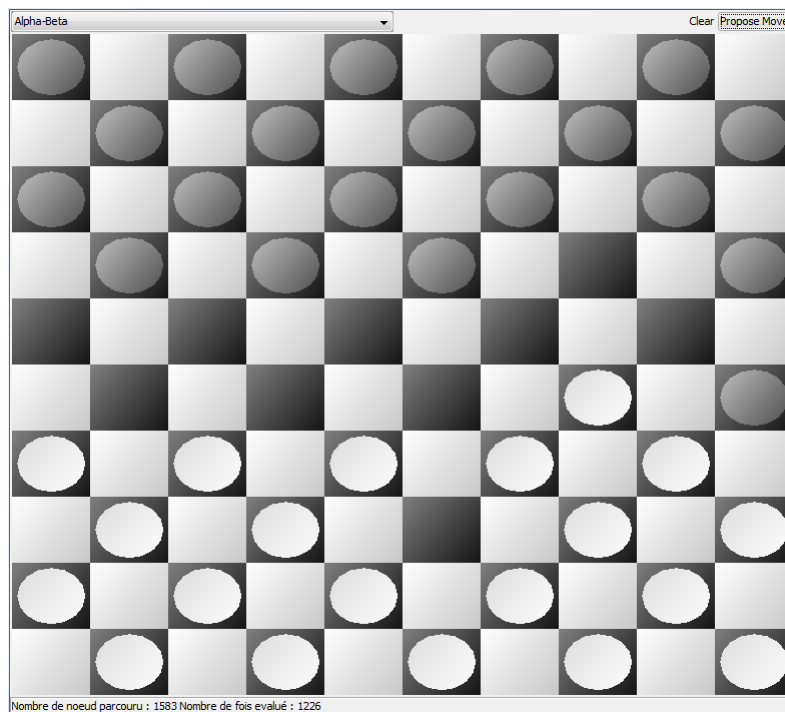 Alpha-Beta
Clear
Propose Move
Nombre de noeud parcouru : 1583 Nombre de fois evalué : 1226